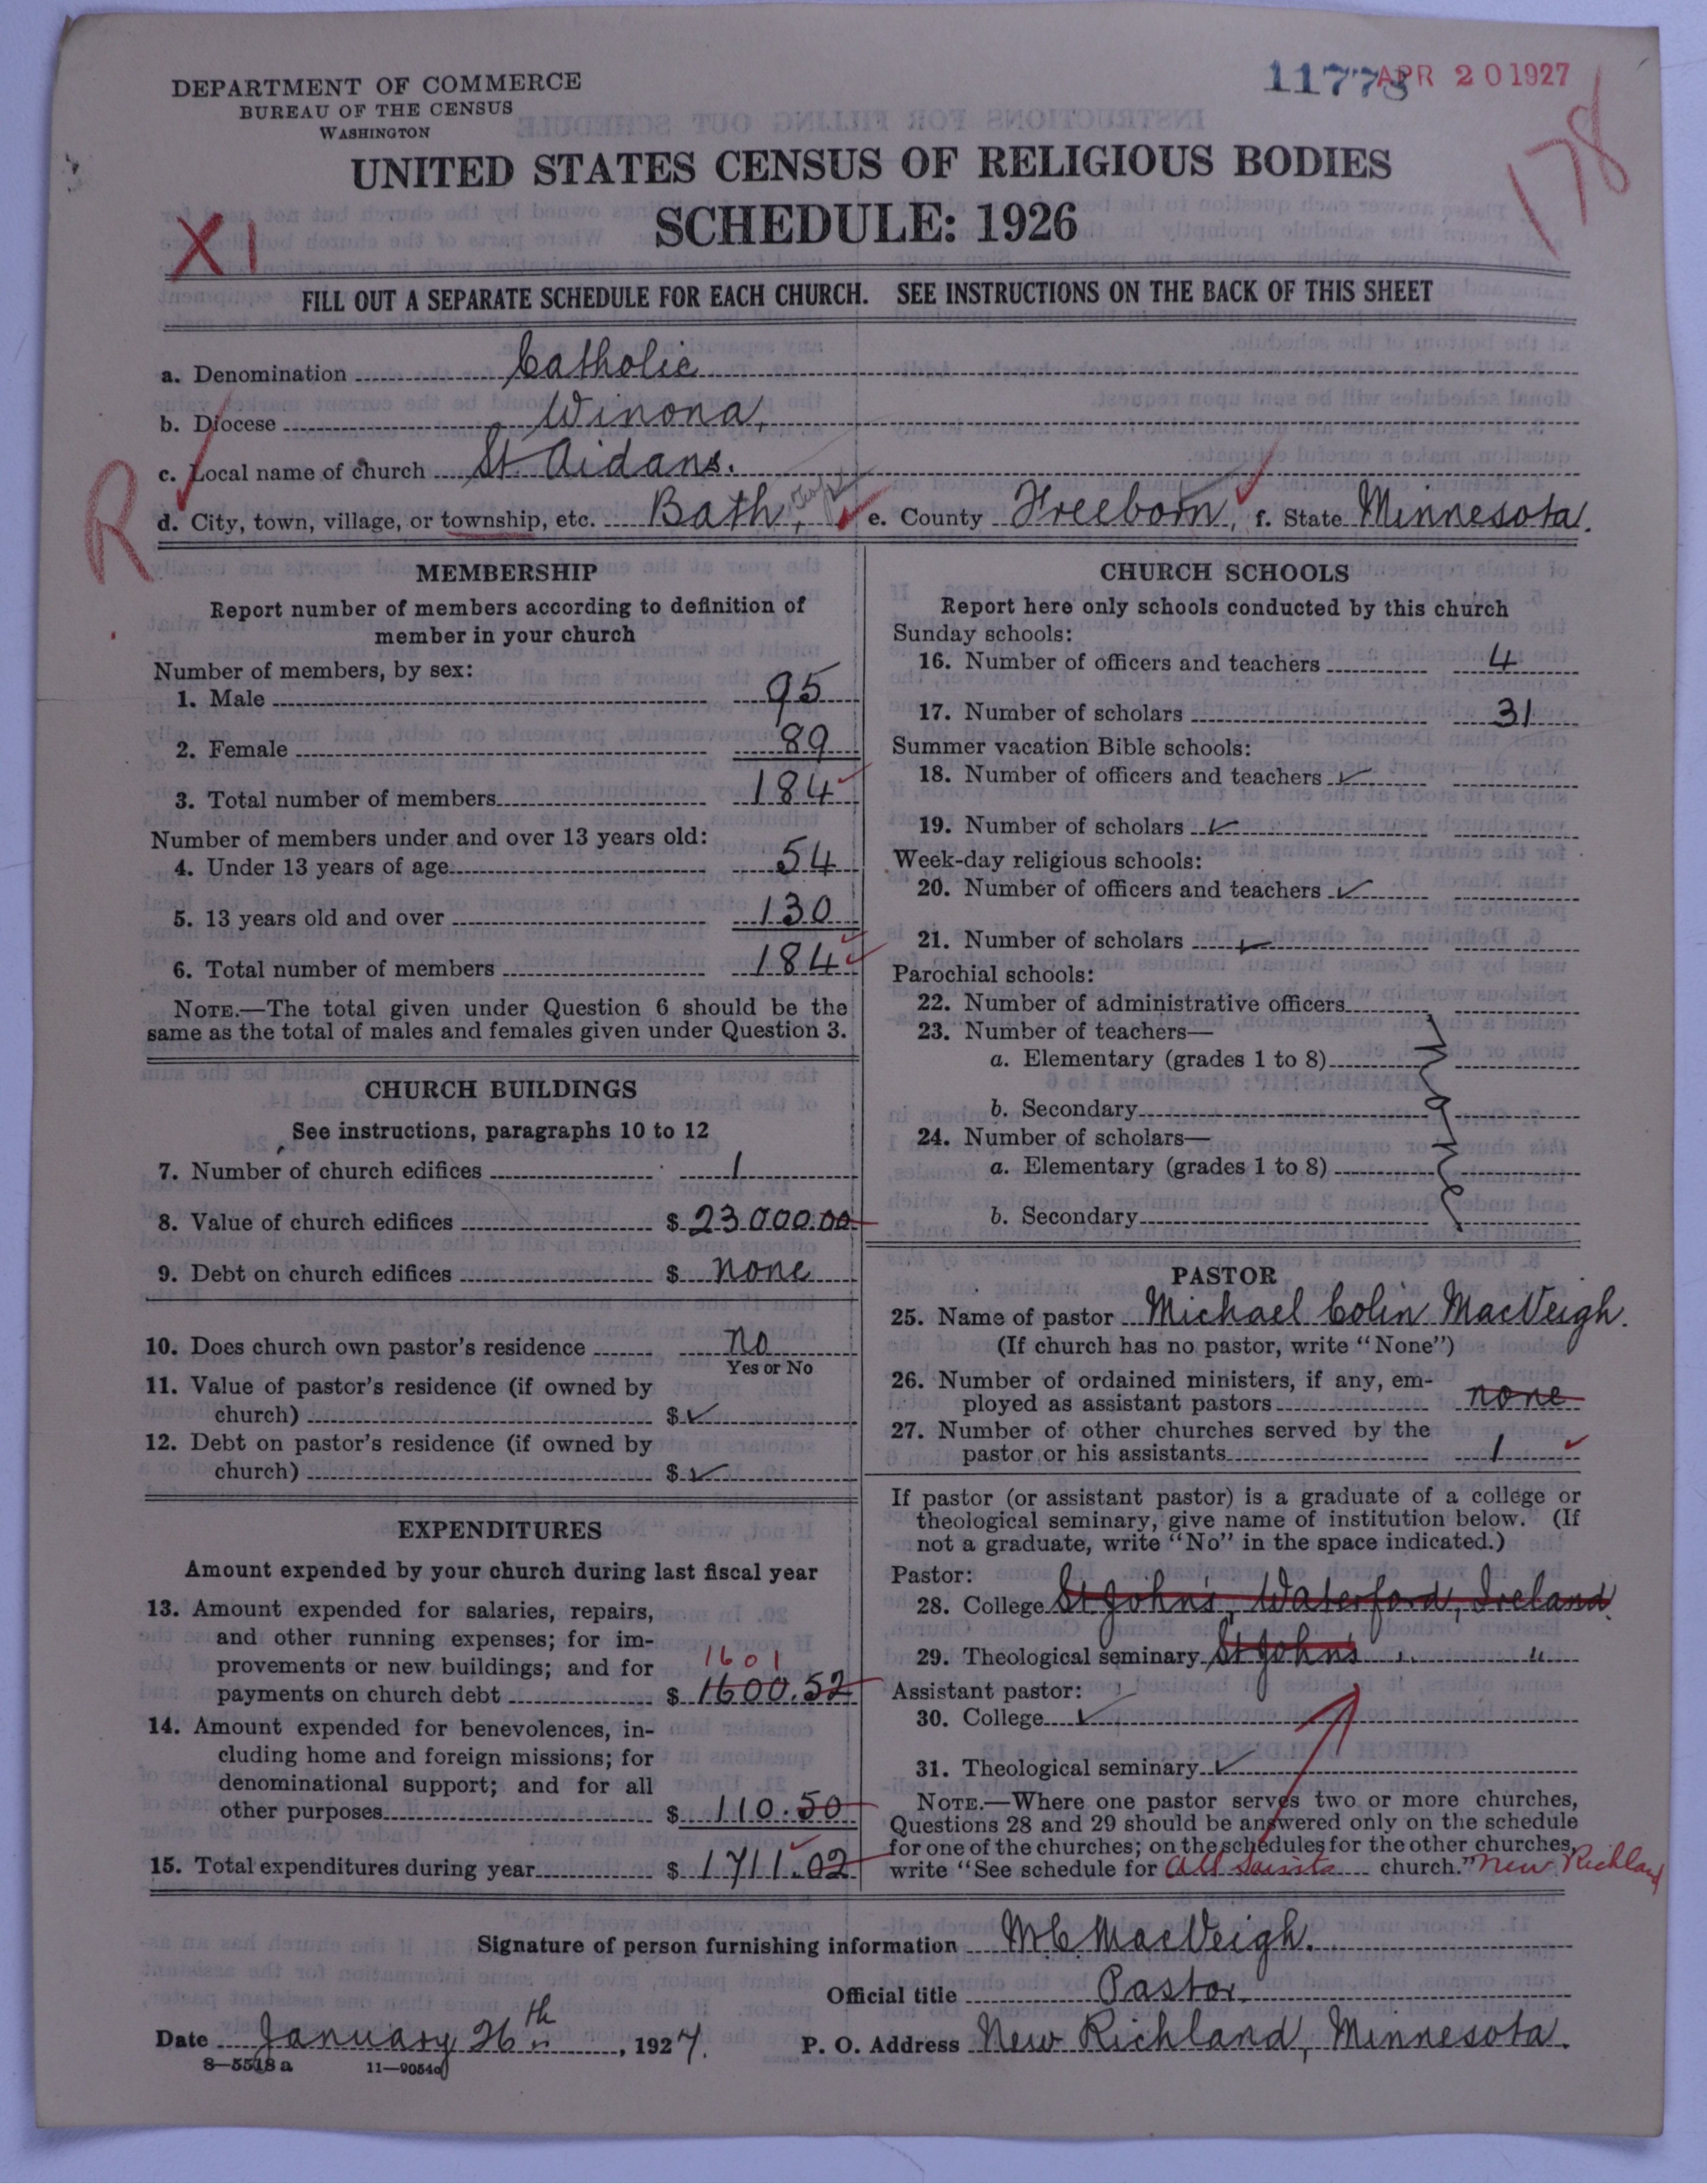 DEPARTMENT OF COMMERCE
BUREAU OF THE CENSUS
WASHINGTON
11773 APR 20 1927
178
UNITED STATES CENSUS OF RELIGIOUS BODIES
SCHEDULE: 1926
XI
FILL OUT A SEPARATE SCHEDULE FOR EACH CHURCH. SEE INSTRUCTIONS ON THE BACK OF THIS SHEET
a. Denomination Catholic
b. Diocese Winona,
c. Local name of church St. Aidans.
R
d. City, town, village, or township, etc. Bath, Twp e. County Freeborn, f. State Minnesota.
MEMBERSHIP
Report number of members according to definition of
member in your church
Number of members, by sex:
1. Male 95
2. Female 89
3. Total number of members 184
Number of members under and over 13 years old:
4. Under 13 years of age 54
5. 13 years old and over 130
6. Total number of members 184
NOTE.—The total given under Question 6 should be the
same as the total of males and females given under Question 3.
CHURCH BUILDINGS
See instructions, paragraphs 10 to 12
7. Number of church edifices 1
8. Value of church edifices $ 23000.00
9. Debt on church edifices $ none
10. Does church own pastor's residence no
Yes or No
11. Value of pastor's residence (if owned by
church) $ ✓
12. Debt on pastor's residence (if owned by
church) $ ✓
EXPENDITURES
Amount expended by your church during last fiscal year
13. Amount expended for salaries, repairs,
and other running expenses; for im-
provements or new buildings; and for 1601
payments on church debt $ 1600.52
14. Amount expended for benevolences, in-
cluding home and foreign missions; for
denominational support; and for all
other purposes $ 110.50
15. Total expenditures during year $ 1711.02
CHURCH SCHOOLS
Report here only schools conducted by this church
Sunday schools:
16. Number of officers and teachers 4
17. Number of scholars 31
Summer vacation Bible schools:
18. Number of officers and teachers ✓
19. Number of scholars ✓
Week-day religious schools:
20. Number of officers and teachers ✓
21. Number of scholars ✓
Parochial schools:
22. Number of administrative officers
23. Number of teachers—
a. Elementary (grades 1 to 8)
b. Secondary
24. Number of scholars—
a. Elementary (grades 1 to 8)
b. Secondary
PASTOR
25. Name of pastor Michael Colin MacVeigh.
(If church has no pastor, write "None")
26. Number of ordained ministers, if any, em-
ployed as assistant pastors none
27. Number of other churches served by the
pastor or his assistants 1
If pastor (or assistant pastor) is a graduate of a college or
theological seminary, give name of institution below. (If
not a graduate, write "No" in the space indicated.)
Pastor:
28. College St John's, Waterford, Ireland.
29. Theological seminary St Johns " "
Assistant pastor:
30. College ✓
31. Theological seminary ✓
NOTE.—Where one pastor serves two or more churches,
Questions 28 and 29 should be answered only on the schedule
for one of the churches; on the schedules for the other churches,
write "See schedule for All Saints church." New Richland
Signature of person furnishing information M C MacVeigh.
Official title Pastor.
Date January 26th, 1927. P. O. Address New Richland, Minnesota.
8—5518 a 11—9054a